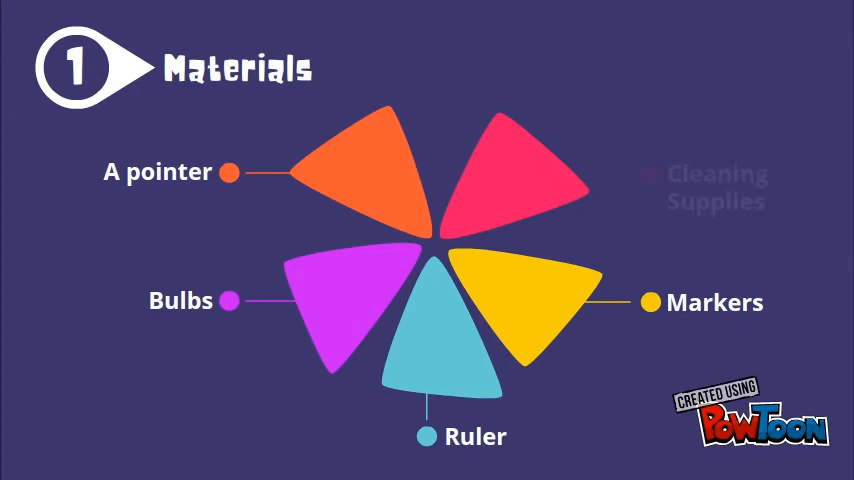 1 Materials
A pointer
Cleaning
Supplies
Bulbs
Markers
Ruler
CREATED USING
POWTOON